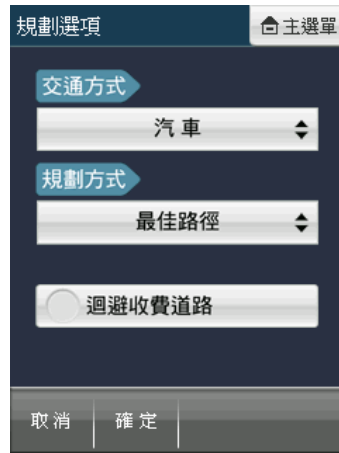 規劃選項
主選單
交通方式
汽車
規劃方式
最佳路徑
迴避收費道路
取消
確定